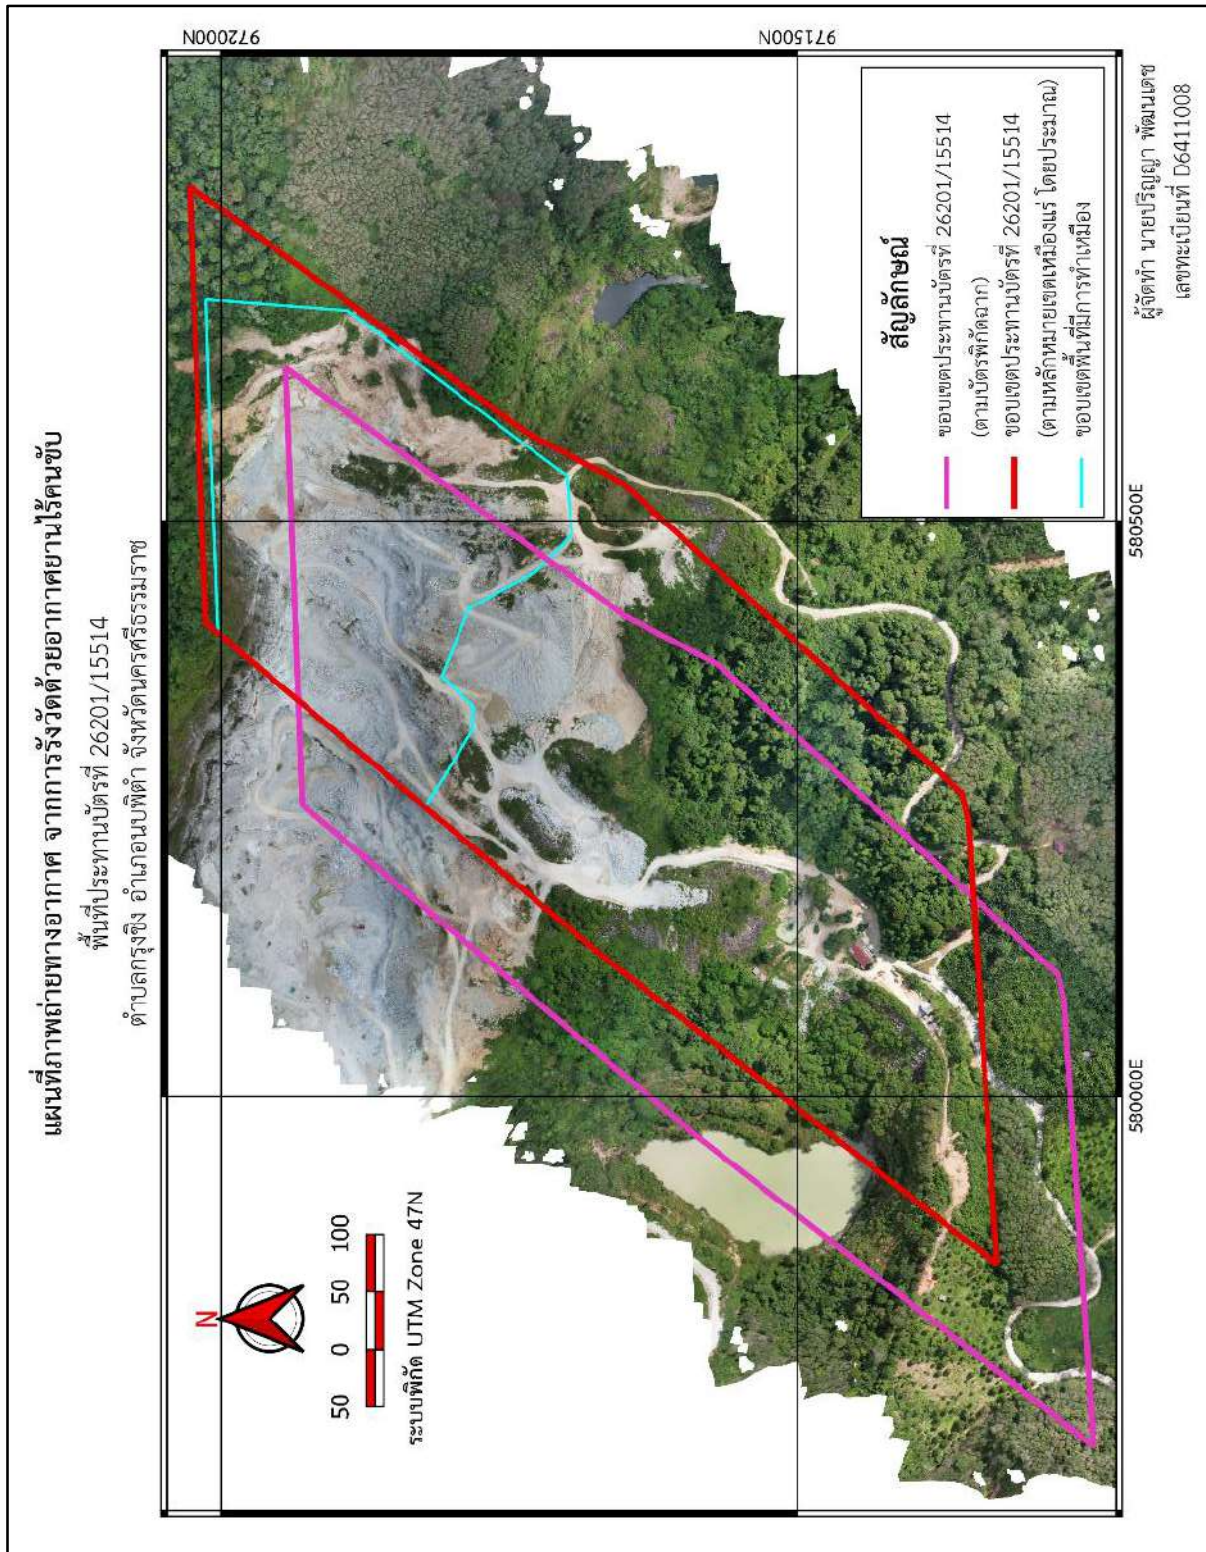 แผนที่ภาพถ่ายทางอากาศ จากการรังวัดด้วยอากาศยานไร้คนขับ
พื้นที่ประทานบัตรที่ 26201/15514
ตำบลกรุงชิง อำเภอนบพิตำ จังหวัดนครศรีธรรมราช
972000N
971500N
580500E
580000E
N
50 0 50 100
ระบบพิกัด UTM Zone 47N
สัญลักษณ์
ขอบเขตประทานบัตรที่ 26201/15514
(ตามบัตรพิกัดฉาก)
ขอบเขตประทานบัตรที่ 26201/15514
(ตามหลักหมายเขตเหมืองแร่ โดยประมาณ)
ขอบเขตพื้นที่มีการทำเหมือง
ผู้จัดทำ นายปริญญา พัฒนเดช
เลขทะเบียนที่ D6411008